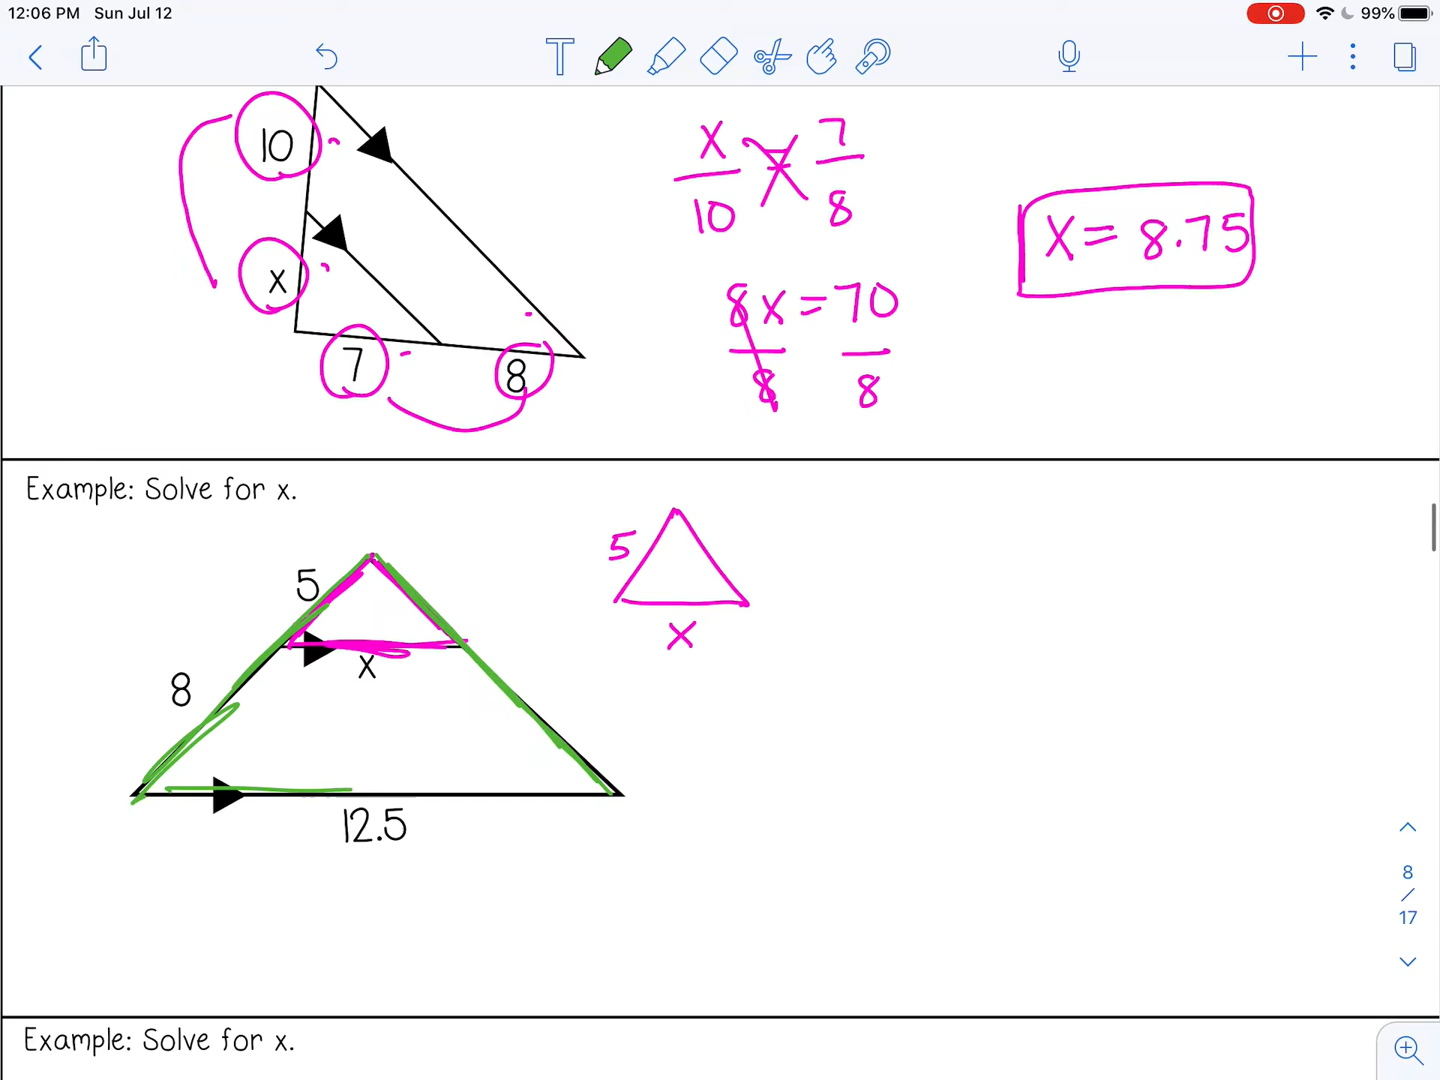 12:06 PM Sun Jul 12
99%
10
x
7
8
x/10 7/8
8x = 70
8 8
x = 8.75
Example: Solve for x.
5
8
x
12.5
5
x
8
/
17
Example: Solve for x.